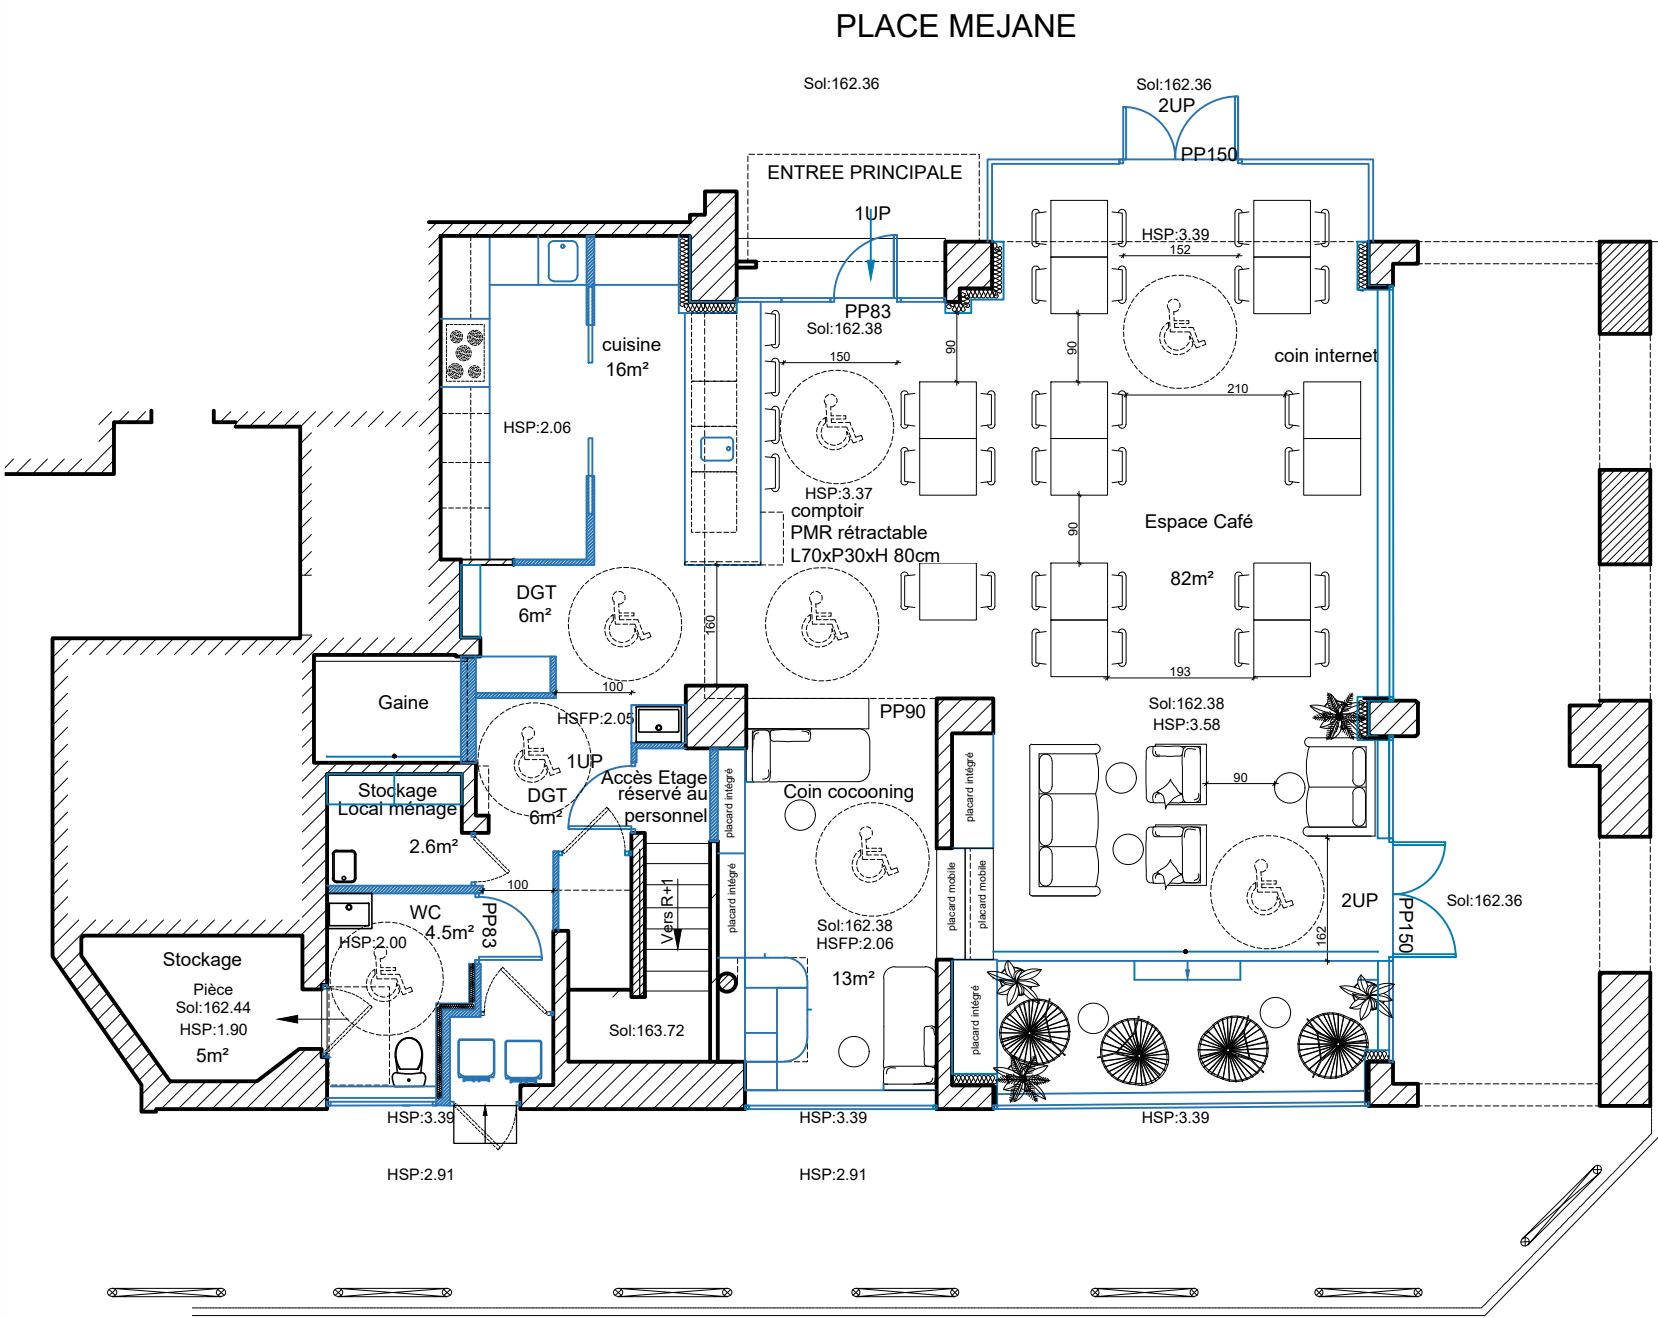 PLACE MEJANE
Sol:162.36
Sol:162.36
2UP
PP150
ENTREE PRINCIPALE
1UP
HSP:3.39
152
PP83
Sol:162.38
cuisine
16m²
150
90
90
coin internet
210
HSP:2.06
HSP:3.37
comptoir
PMR rétractable
L70xP30xH 80cm
90
Espace Café
82m²
DGT
6m²
160
193
100
Gaine
HSFP:2.05
PP90
Sol:162.38
HSP:3.58
1UP
Accès Etage
réservé au
personnel
DGT
6m²
Stockage
Local ménage
2.6m²
placard intégré
placard intégré
Coin cocooning
placard intégré
90
100
placard intégré
placard mobile
placard mobile
WC
4.5m²
PP83
HSP:2.00
Vers R+1
Sol:162.38
HSFP:2.06
13m²
2UP
PP150
162
Sol:162.36
Stockage
Pièce
Sol:162.44
HSP:1.90
5m²
Sol:163.72
placard intégré
HSP:3.39
HSP:3.39
HSP:3.39
HSP:2.91
HSP:2.91